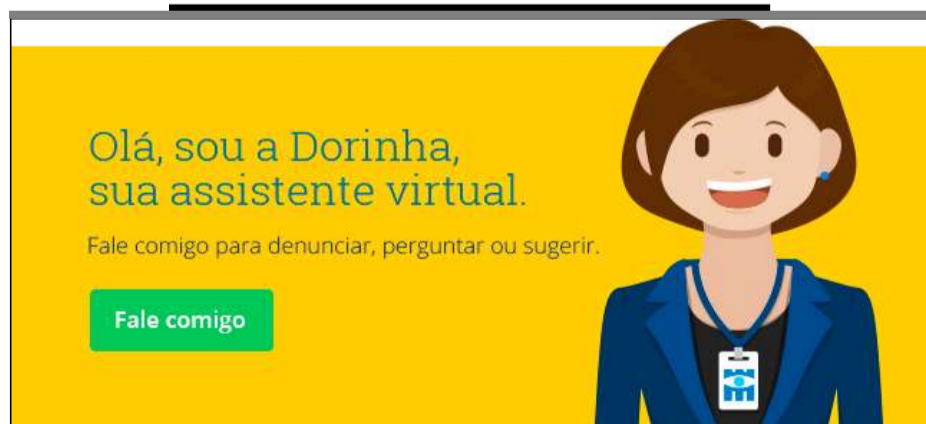 Olá, sou a Dorinha,
sua assistente virtual.
Fale comigo para denunciar, perguntar ou sugerir.
Fale comigo